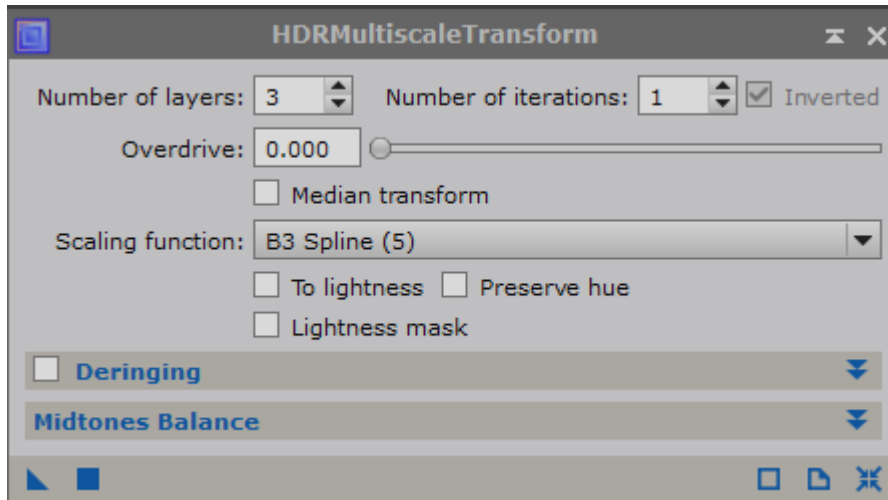 HDRMultiscaleTransform
Number of layers: 3 Number of iterations: 1 Inverted
Overdrive: 0.000
Median transform
Scaling function: B3 Spline (5)
To lightness Preserve hue
Lightness mask
Deringing
Midtones Balance